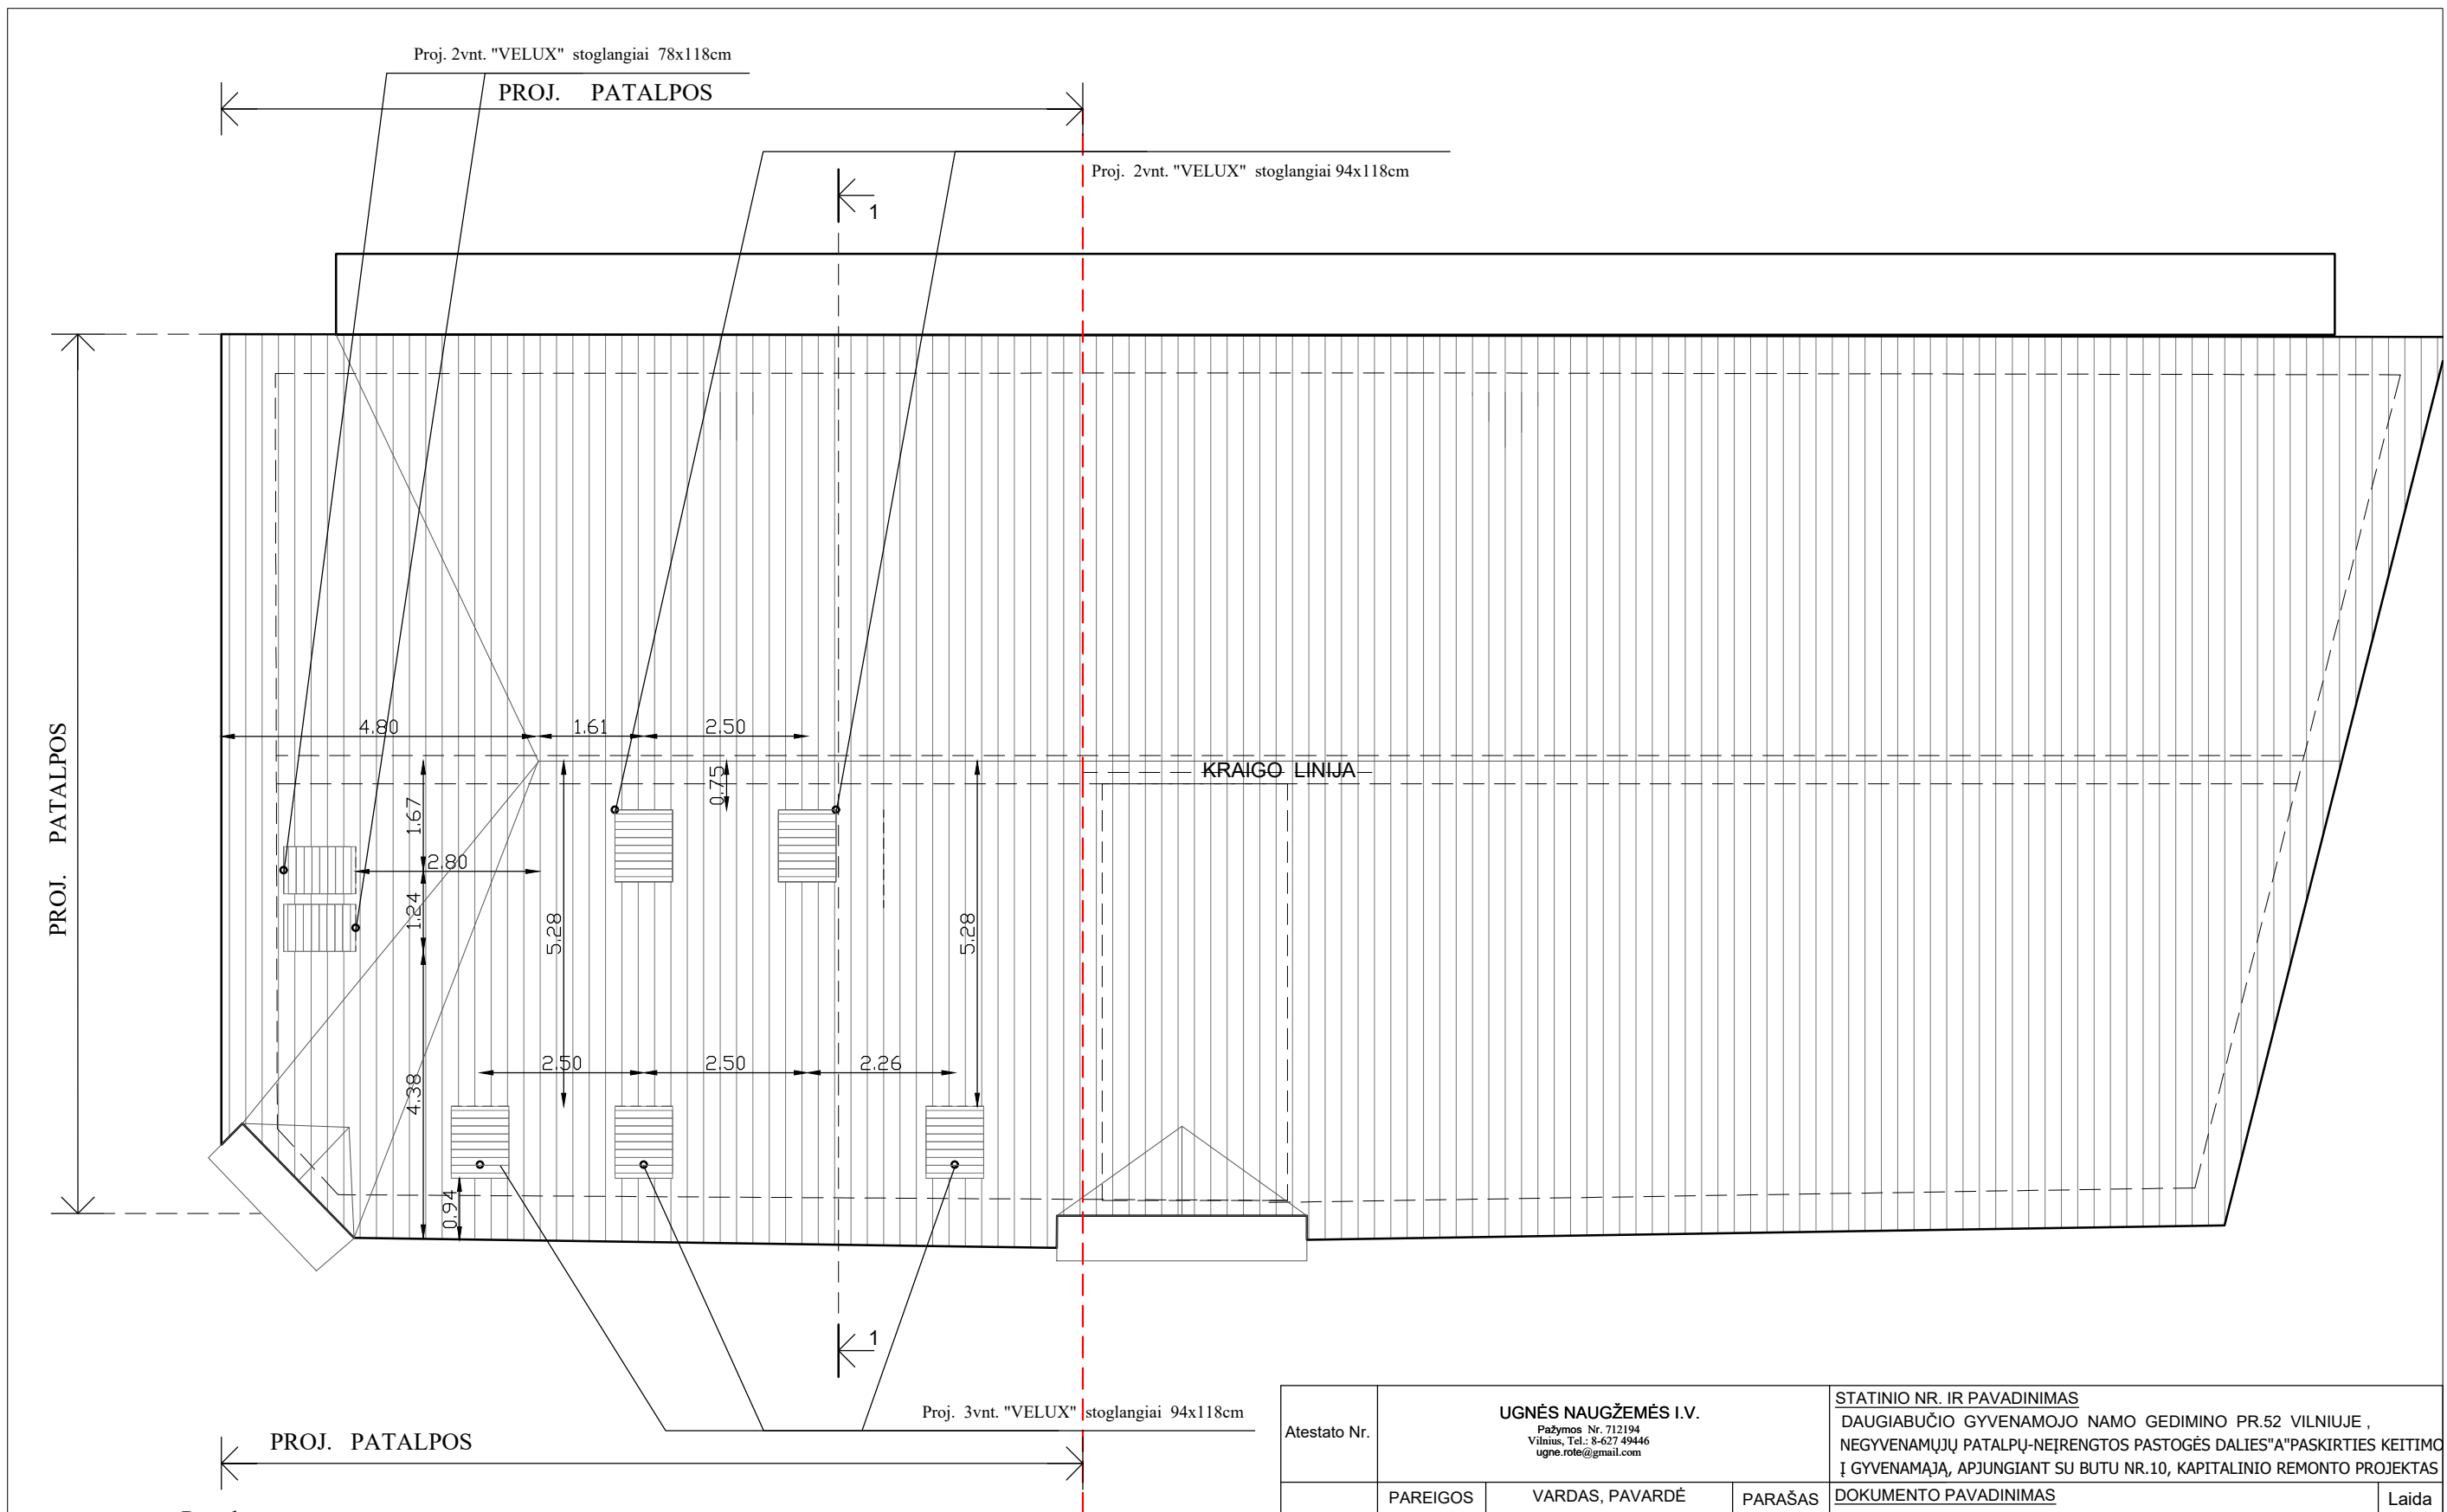 Proj. 2vnt. "VELUX" stoglangiai 78x118cm
PROJ. PATALPOS
Proj. 2vnt. "VELUX" stoglangiai 94x118cm
1
4.80
1.61
2.50
0.75
KRAIGO LINIJA
PROJ. PATALPOS
1.67
2.80
1.24
5.28
5.28
2.50
2.50
2.26
4.38
0.94
1
Proj. 3vnt. "VELUX" stoglangiai 94x118cm
PROJ. PATALPOS
Atestato Nr.
UGNĖS NAUGŽEMĖS I.V.
Pažymos Nr. 712194
Vilnius, Tel.: 8-627 49446
ugne.rote@gmail.com
STATINIO NR. IR PAVADINIMAS
DAUGIABUČIO GYVENAMOJO NAMO GEDIMINO PR.52 VILNIUJE ,
NEGYVENAMŲJŲ PATALPŲ-NEĮRENGTOS PASTOGĖS DALIES"A"PASKIRTIES KEITIMO
Į GYVENAMĄJĄ, APJUNGIANT SU BUTU NR.10, KAPITALINIO REMONTO PROJEKTAS
PAREIGOS
VARDAS, PAVARDĖ
PARAŠAS
DOKUMENTO PAVADINIMAS
Laida